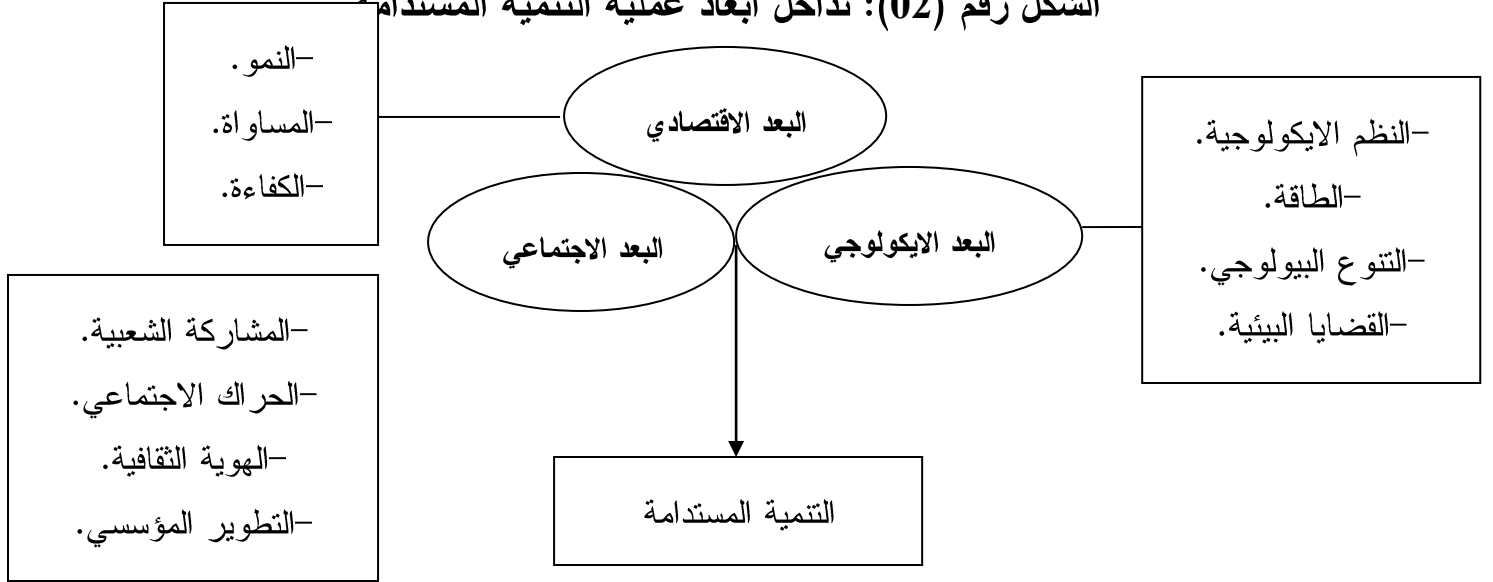 الشكل رقم (02): تداخل أبعاد عملية التنمية المستدامة
-النمو.
-المساواة.
-الكفاءة.
البعد الاقتصادي
-النظم الايكولوجية.
-الطاقة.
-التنوع البيولوجي.
-القضايا البيئية.
البعد الايكولوجي
البعد الاجتماعي
-المشاركة الشعبية.
-الحراك الاجتماعي.
-الهوية الثقافية.
-التطوير المؤسسي.
التنمية المستدامة